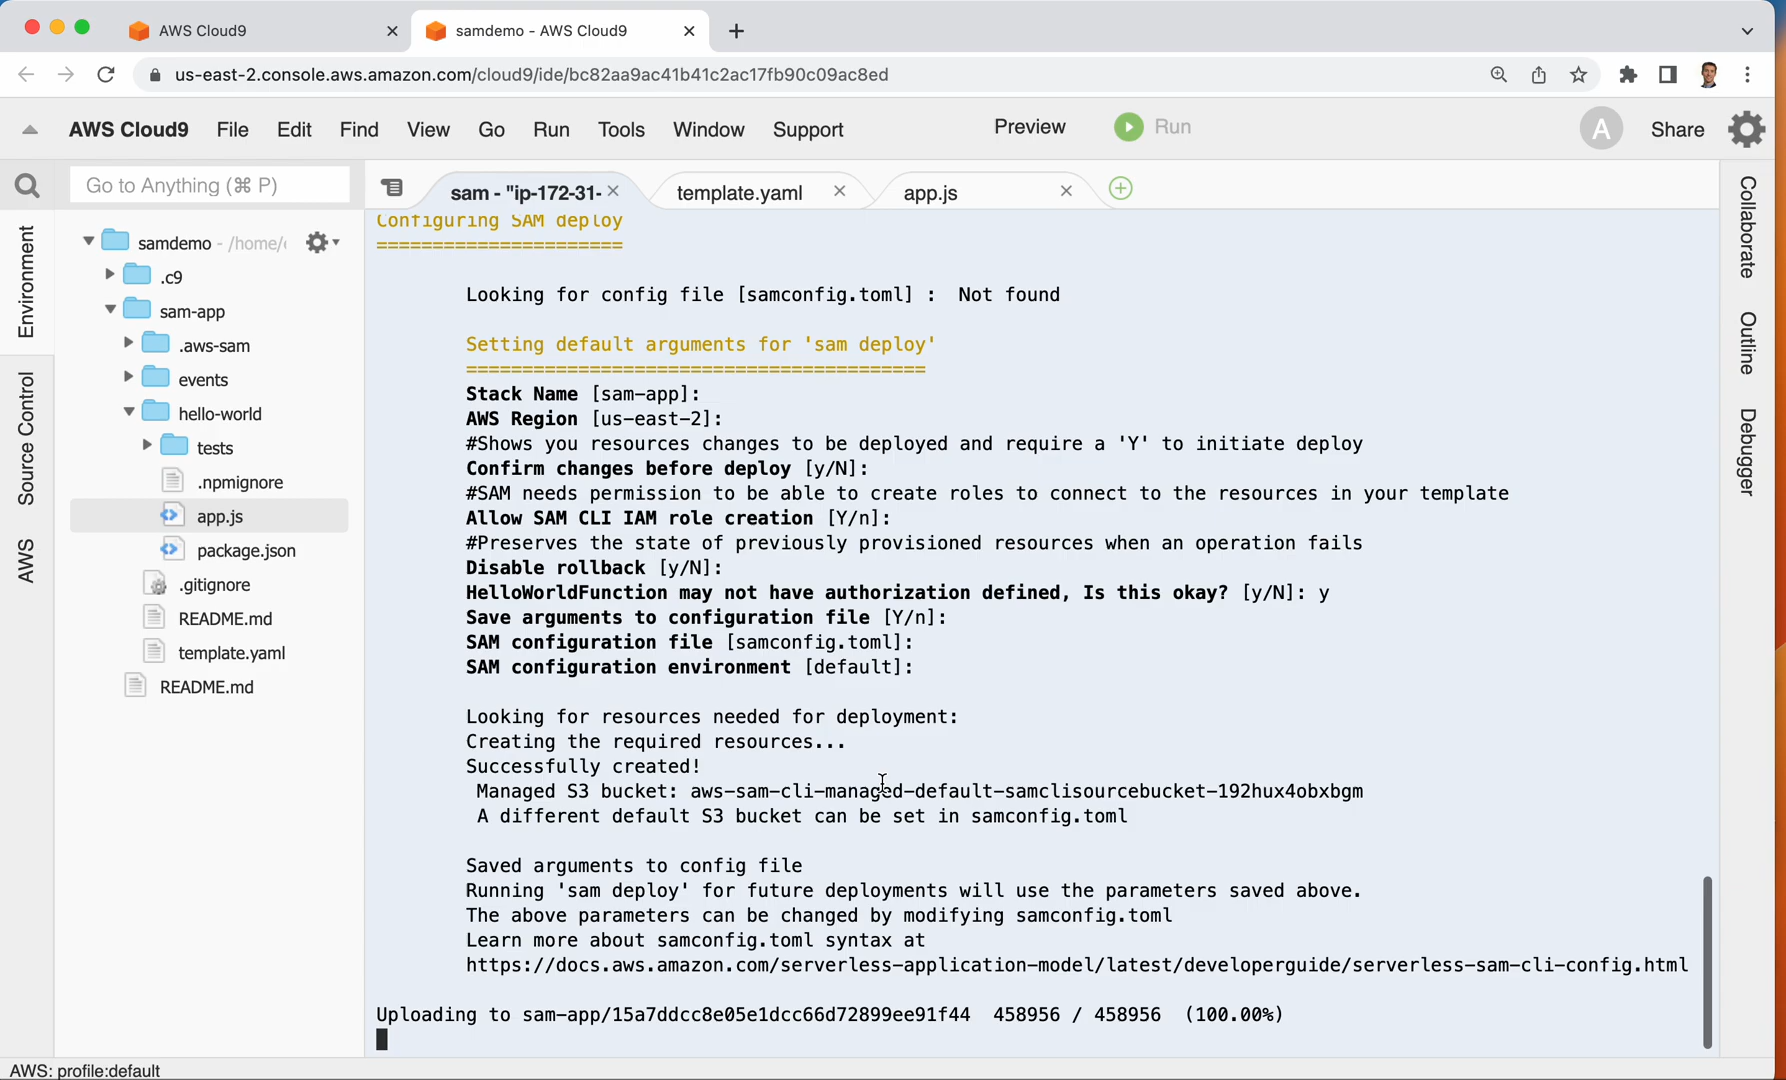 AWS Cloud9
samdemo - AWS Cloud9
us-east-2.console.aws.amazon.com/cloud9/ide/bc82aa9ac41b41c2ac17fb90c09ac8ed
AWS Cloud9 File Edit Find View Go Run Tools Window Support Preview Run A Share
Go to Anything (⌘ P)
sam - "ip-172-31-
template.yaml
app.js
Environment
Source Control
AWS
samdemo - /home/
.c9
sam-app
.aws-sam
events
hello-world
tests
.npmignore
app.js
package.json
.gitignore
README.md
template.yaml
README.md
Configuring SAM deploy
======================
Looking for config file [samconfig.toml] : Not found
Setting default arguments for 'sam deploy'
=========================================
Stack Name [sam-app]:
AWS Region [us-east-2]:
#Shows you resources changes to be deployed and require a 'Y' to initiate deploy
Confirm changes before deploy [y/N]:
#SAM needs permission to be able to create roles to connect to the resources in your template
Allow SAM CLI IAM role creation [Y/n]:
#Preserves the state of previously provisioned resources when an operation fails
Disable rollback [y/N]:
HelloWorldFunction may not have authorization defined, Is this okay? [y/N]: y
Save arguments to configuration file [Y/n]:
SAM configuration file [samconfig.toml]:
SAM configuration environment [default]:
Looking for resources needed for deployment:
Creating the required resources...
Successfully created!
Managed S3 bucket: aws-sam-cli-managed-default-samclisourcebucket-192hux4obxbgm
A different default S3 bucket can be set in samconfig.toml
Saved arguments to config file
Running 'sam deploy' for future deployments will use the parameters saved above.
The above parameters can be changed by modifying samconfig.toml
Learn more about samconfig.toml syntax at
https://docs.aws.amazon.com/serverless-application-model/latest/developerguide/serverless-sam-cli-config.html
Uploading to sam-app/15a7ddcc8e05e1dcc66d72899ee91f44 458956 / 458956 (100.00%)
Collaborate
Outline
Debugger
AWS: profile:default